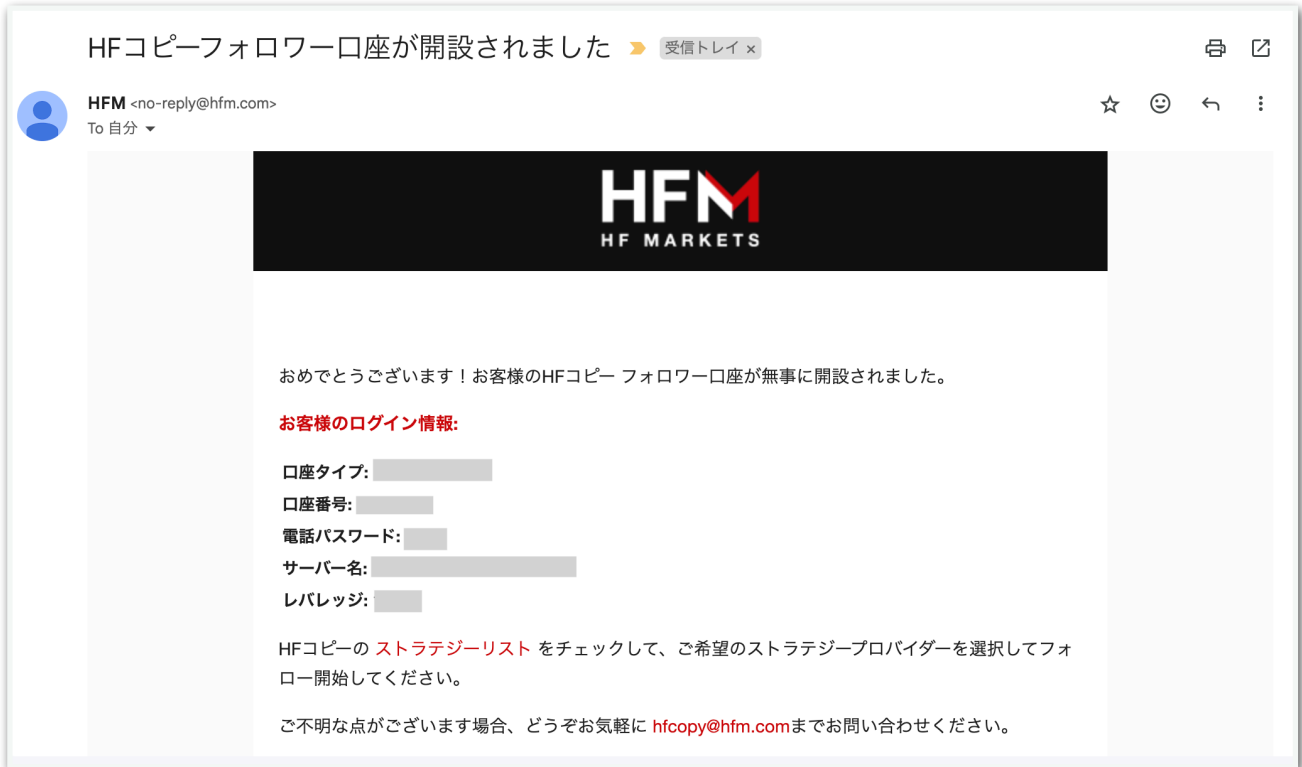 HFコピーフォロワー口座が開設されました
受信トレイ ×
HFM <no-reply@hfm.com>
To 自分
HFM
HF MARKETS
おめでとうございます！お客様のHFコピー フォロワー口座が無事に開設されました。
お客様のログイン情報:
口座タイプ:
口座番号:
電話パスワード:
サーバー名:
レバレッジ:
HFコピーの ストラテジーリスト をチェックして、ご希望のストラテジープロバイダーを選択してフォ
ロー開始してください。
ご不明な点がございます場合、どうぞお気軽に hfcopy@hfm.comまでお問い合わせください。